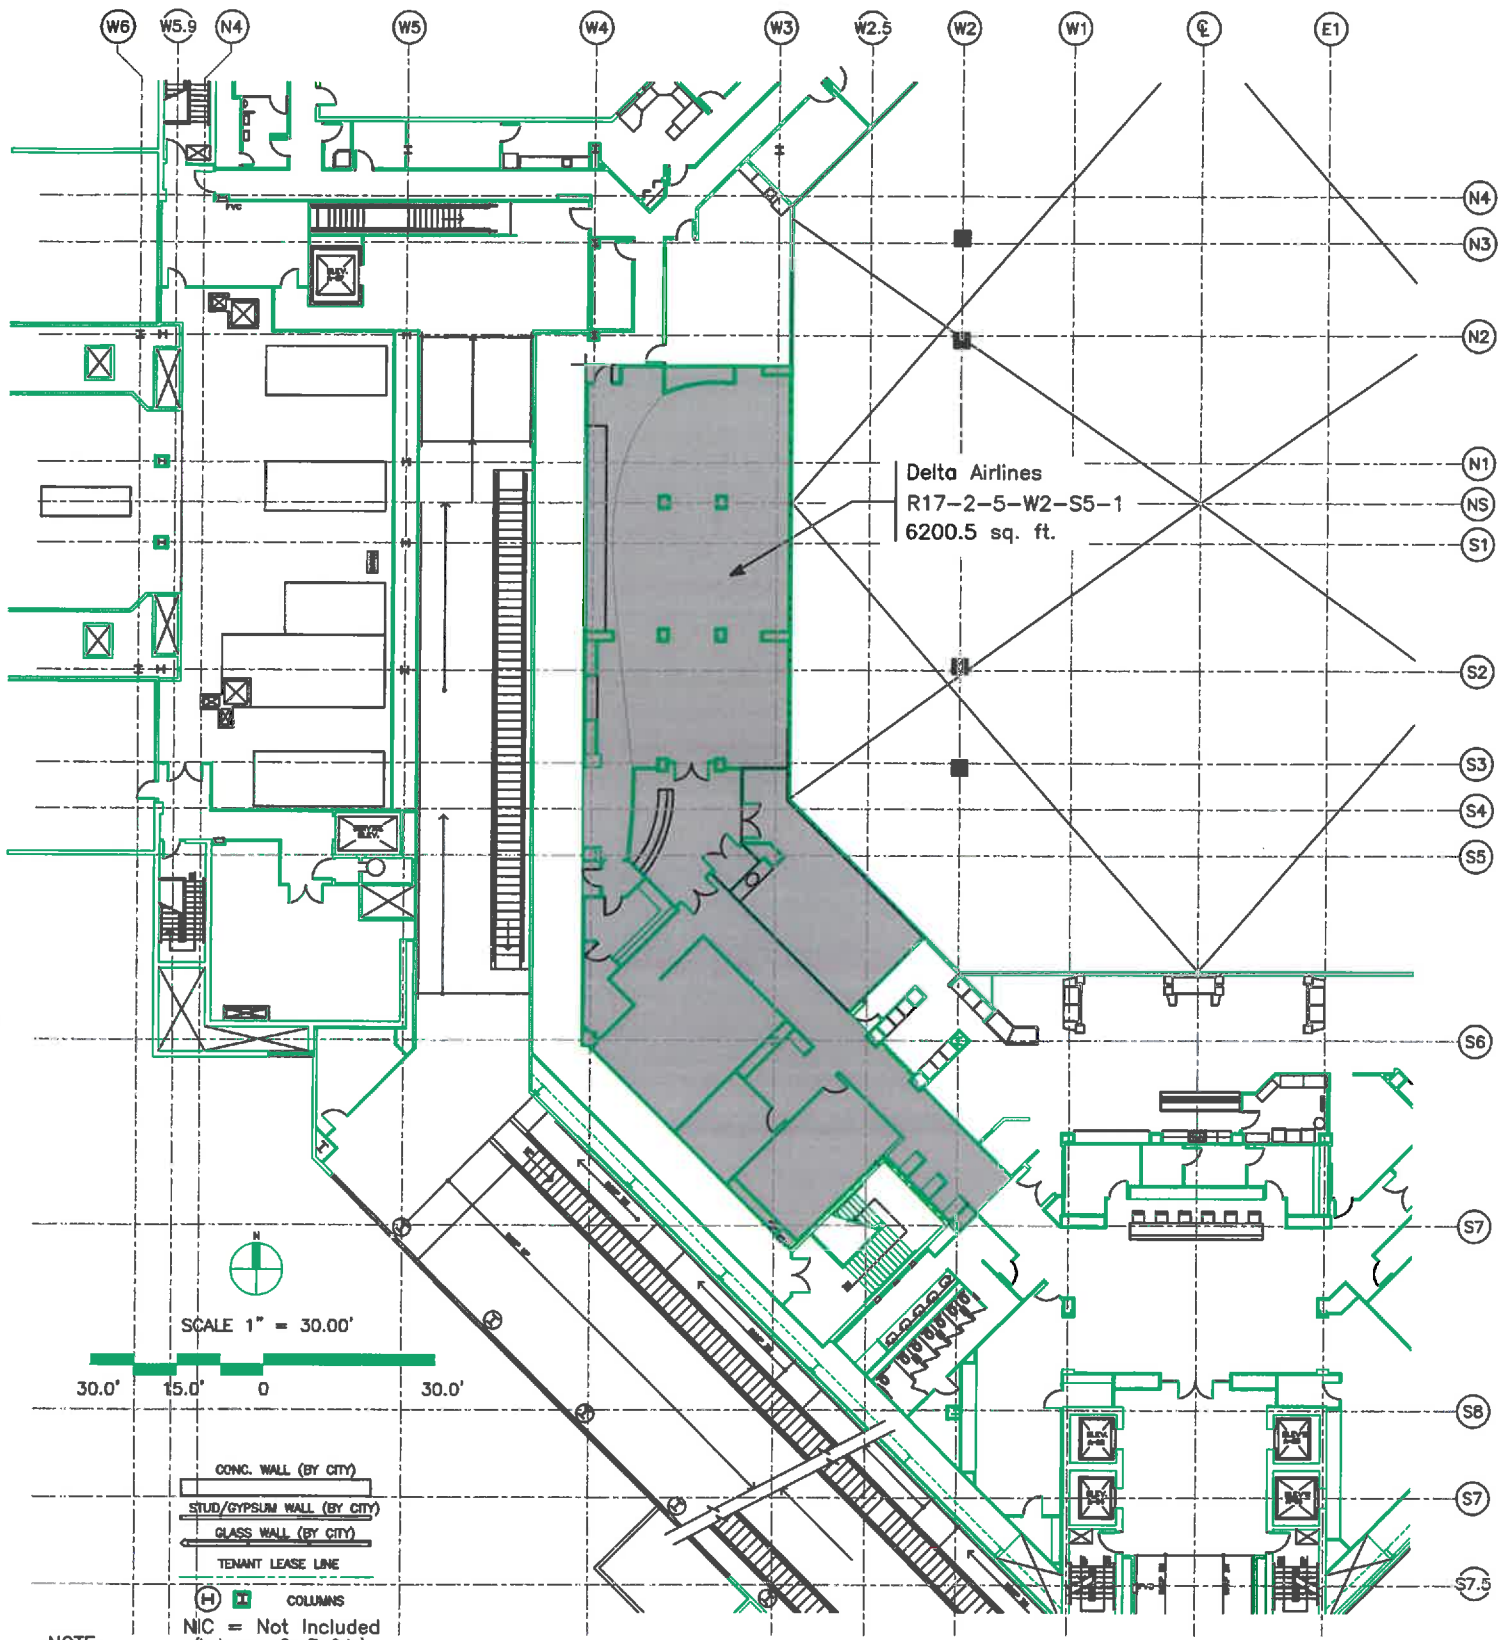 W6 W5.9 N4 W5 W4 W3 W2.5 W2 W1 ℄ E1
N4
FVC
N3
N2
N1
Delta Airlines
R17-2-5-W2-S5-1
6200.5 sq. ft.
NS
S1
S2
S3
S4
SERVICE
ELEV.
S5
S6
S7
N
SCALE 1" = 30.00'
30.0' 15.0' 0 30.0'
S8
CONC. WALL (BY CITY)
STUD/GYPSUM WALL (BY CITY)
S7
GLASS WALL (BY CITY)
TENANT LEASE LINE
S7.5
COLUMNS
NIC = Not Included
NOTE